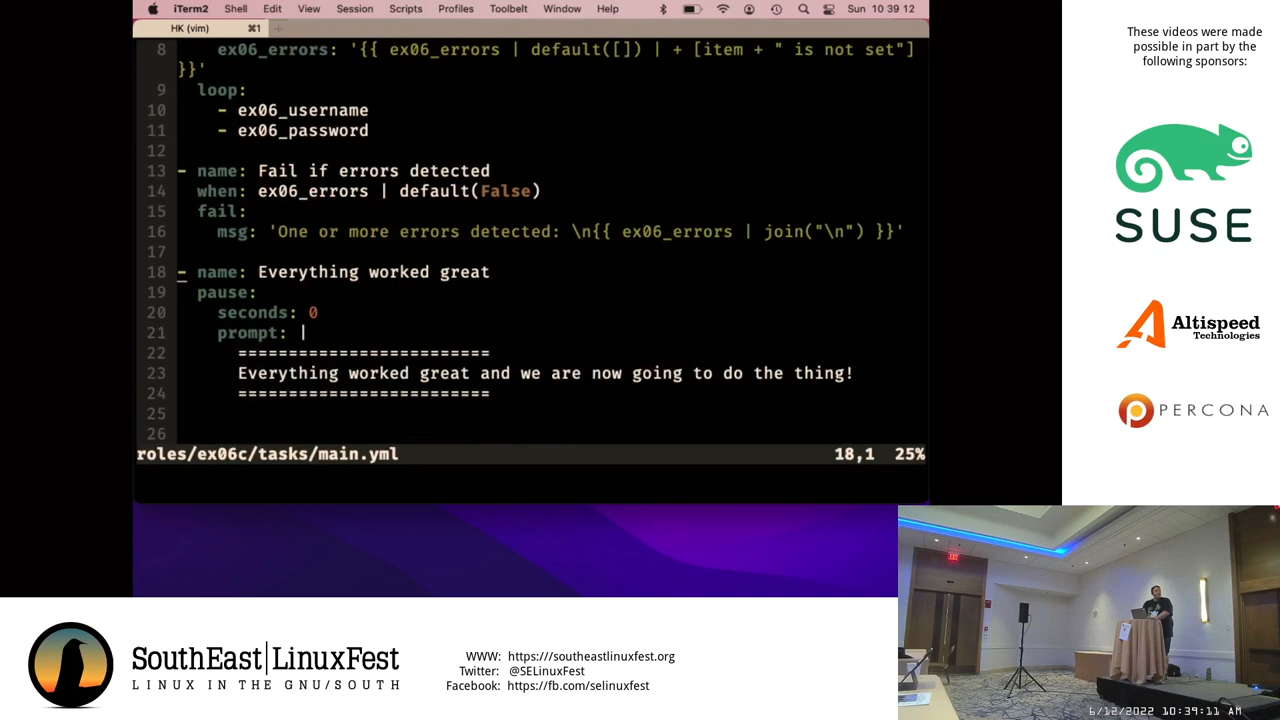 iTerm2 Shell Edit View Session Scripts Profiles Toolbelt Window Help Sun 10 39 12
HK (vim) ⌘1
8 ex06_errors: '{{ ex06_errors | default([]) | + [item + " is not set"]
}}'
9 loop:
10 - ex06_username
11 - ex06_password
12
13 - name: Fail if errors detected
14 when: ex06_errors | default(False)
15 fail:
16 msg: 'One or more errors detected: \n{{ ex06_errors | join("\n") }}'
17
18 - name: Everything worked great
19 pause:
20 seconds: 0
21 prompt: |
22 =========================
23 Everything worked great and we are now going to do the thing!
24 =========================
25
26
roles/ex06c/tasks/main.yml 18,1 25%
These videos were made
possible in part by the
following sponsors:
SUSE
Altispeed
Technologies
PERCONA
6/12/2022 10:39:11 AM
SouthEast LinuxFest
LINUX IN THE GNU/SOUTH
WWW: https:///southeastlinuxfest.org
Twitter: @SELinuxFest
Facebook: https://fb.com/selinuxfest